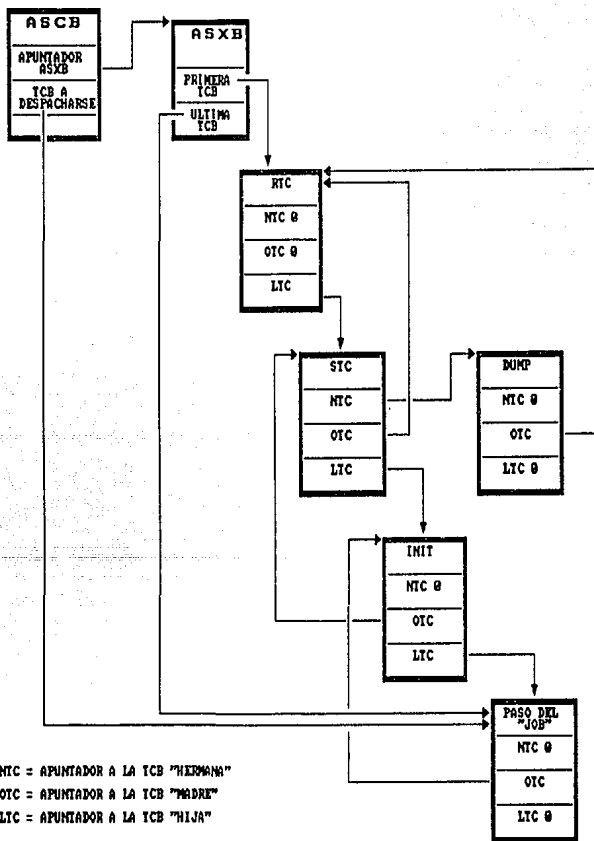 ASCB
APUNTADOR
ASXB
TCB A
DESPACHARSE
ASXB
PRIMERA
TCB
ULTIMA
TCB
RTC
NTC 0
OTC 0
LTC
STC
NTC
OTC
LTC
DUMP
NTC 0
OTC
LTC 0
INIT
NTC 0
OTC
LTC
PASO DEL
"JOB"
NTC 0
OTC
LTC 0
NTC = APUNTADOR A LA TCB "HERMANA"
OTC = APUNTADOR A LA TCB "MADRE"
LTC = APUNTADOR A LA TCB "HIJA"